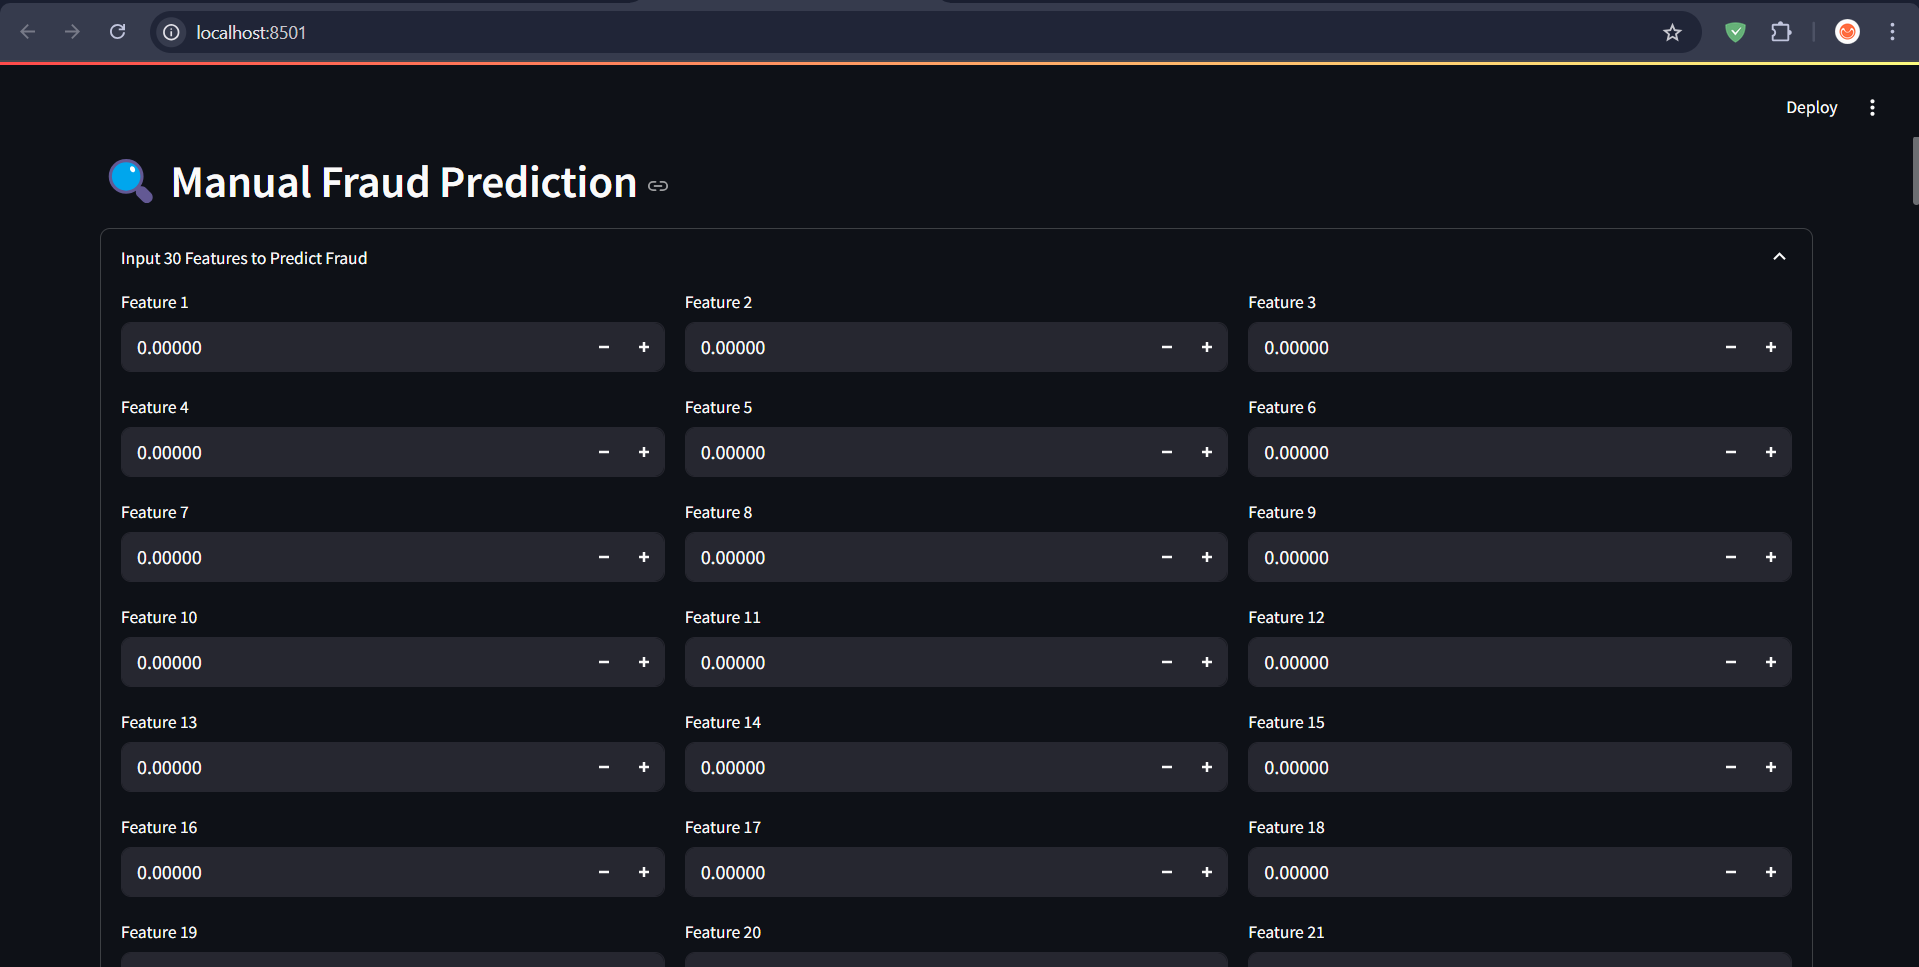 localhost:8501
Deploy
Manual Fraud Prediction
Input 30 Features to Predict Fraud
Feature 1 Feature 2 Feature 3
0.00000 0.00000 0.00000
Feature 4 Feature 5 Feature 6
0.00000 0.00000 0.00000
Feature 7 Feature 8 Feature 9
0.00000 0.00000 0.00000
Feature 10 Feature 11 Feature 12
0.00000 0.00000 0.00000
Feature 13 Feature 14 Feature 15
0.00000 0.00000 0.00000
Feature 16 Feature 17 Feature 18
0.00000 0.00000 0.00000
Feature 19 Feature 20 Feature 21